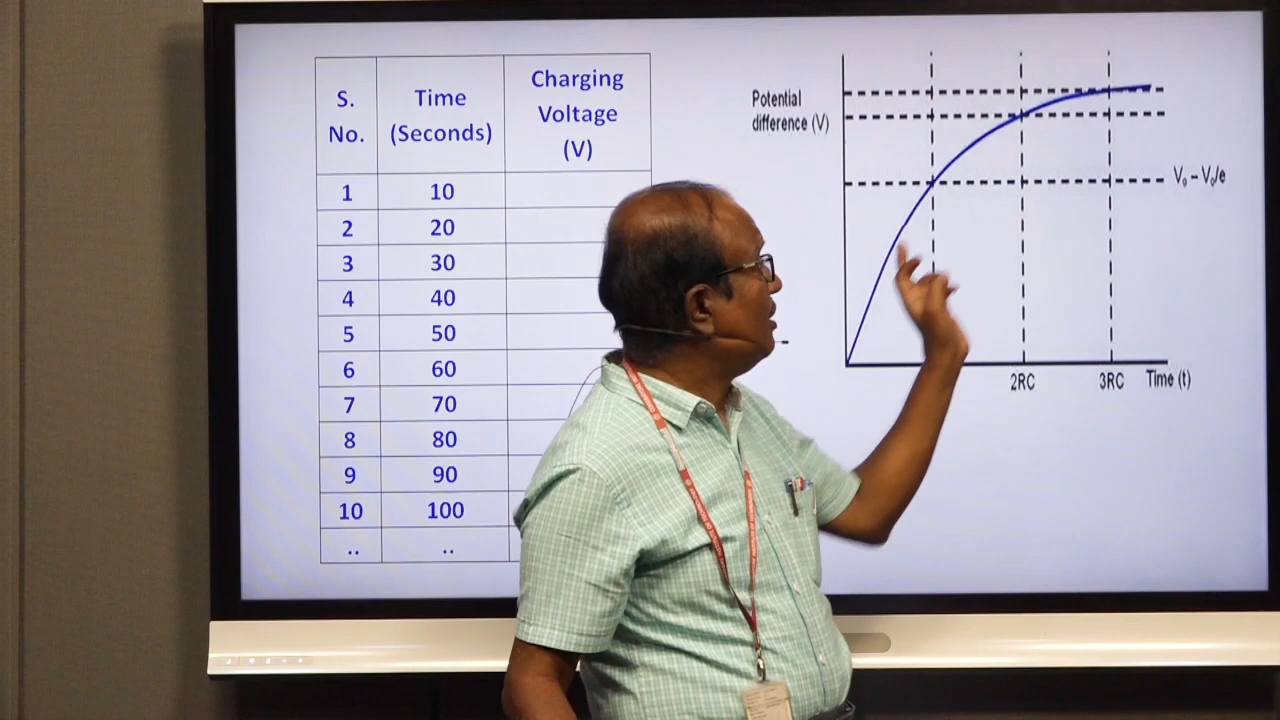 S. No.
Time (Seconds)
Charging Voltage (V)
1 10
2 20
3 30
4 40
5 50
6 60
7 70
8 80
9 90
10 100
.. ..
Potential
difference (V)
V₀ – V₀/e
2RC 3RC Time (t)